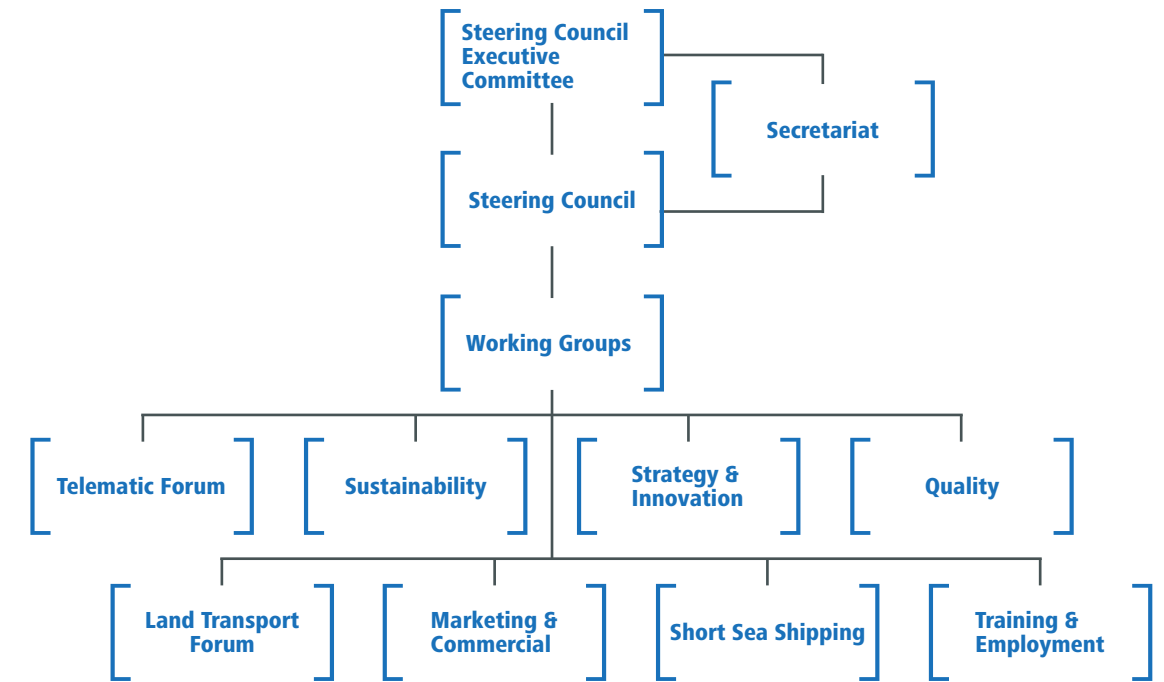 Steering Council
Executive
Committee
Secretariat
Steering Council
Working Groups
Telematic Forum
Sustainability
Strategy &
Innovation
Quality
Land Transport
Forum
Marketing &
Commercial
Short Sea Shipping
Training &
Employment